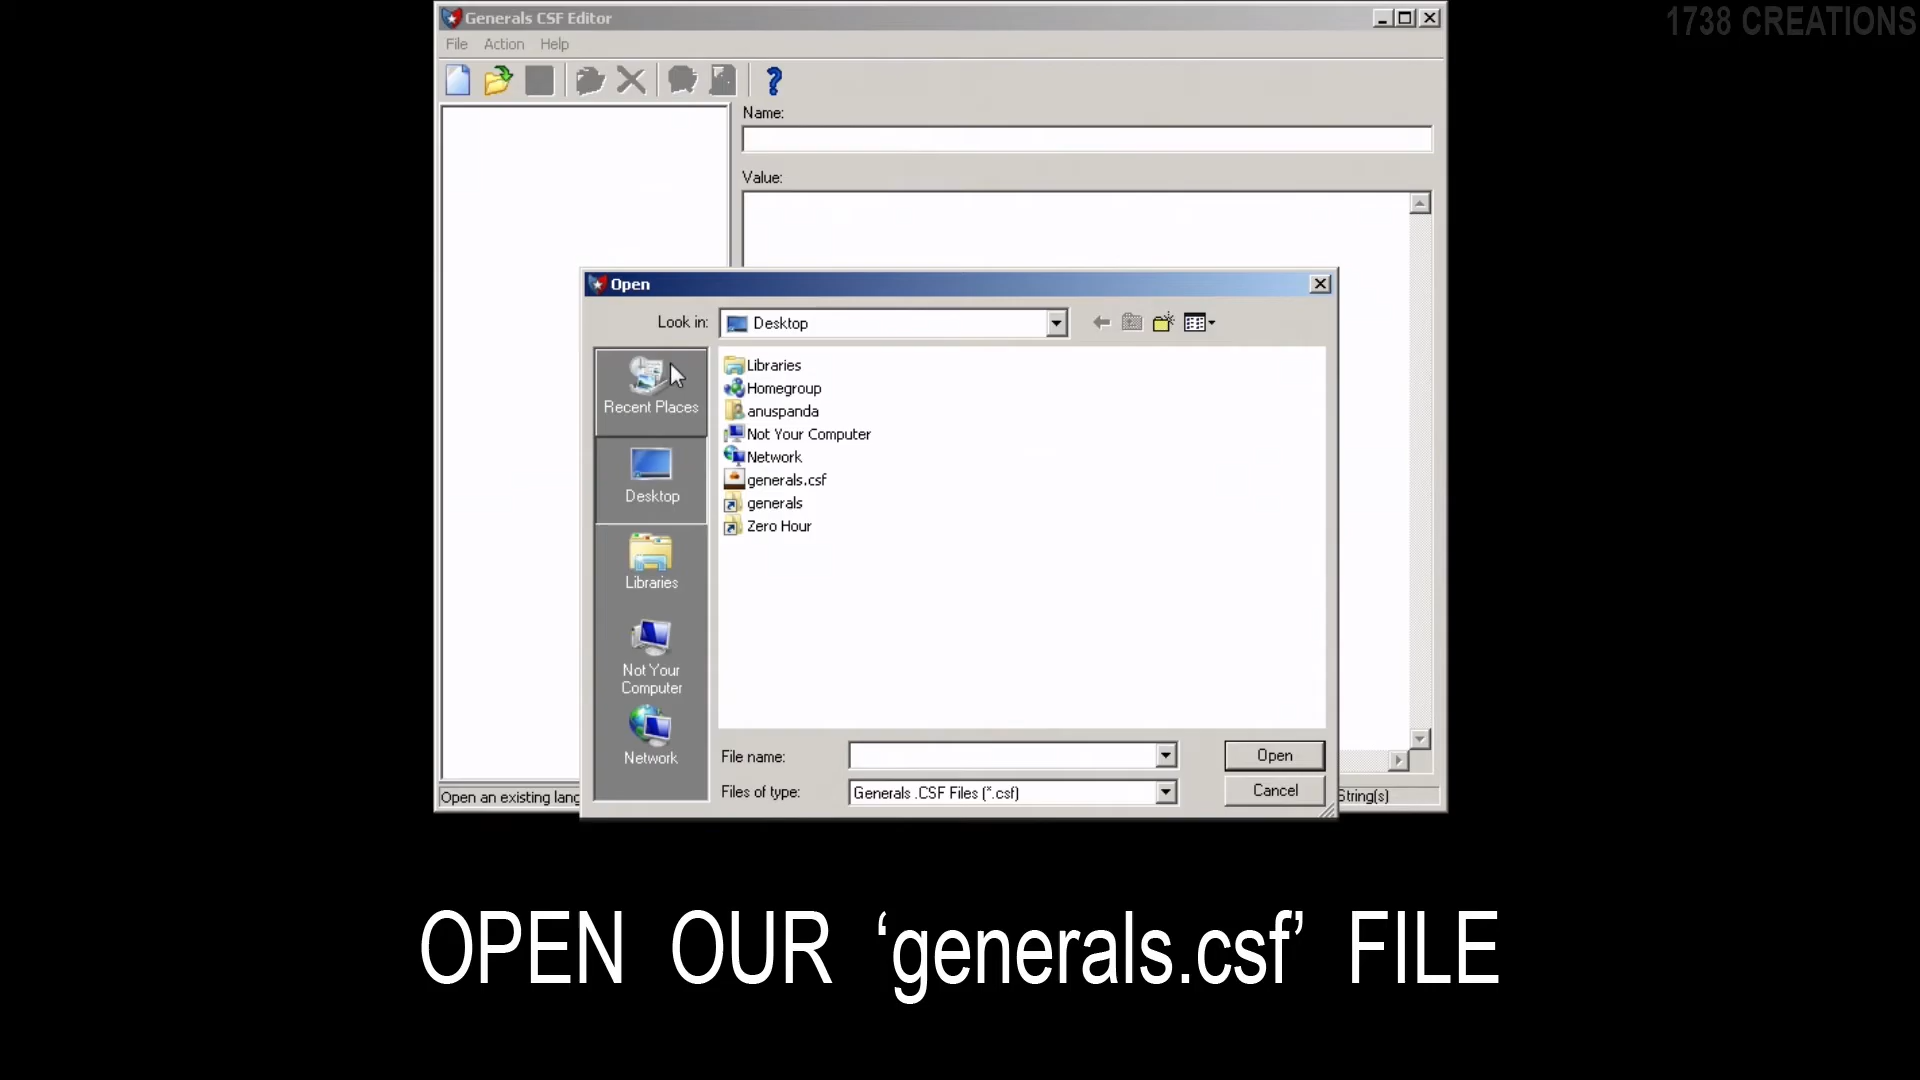 1738 CREATIONS
Generals CSF Editor
File Action Help
Name:
Value:
Open
Look in: Desktop
Libraries
Homegroup
anuspanda
Not Your Computer
Network
generals.csf
generals
Zero Hour
Recent Places
Desktop
Libraries
Not Your
Computer
Network
File name: Open
Files of type: Generals .CSF Files (*.csf) Cancel
Open an existing lang String(s)
OPEN OUR ‘generals.csf’ FILE